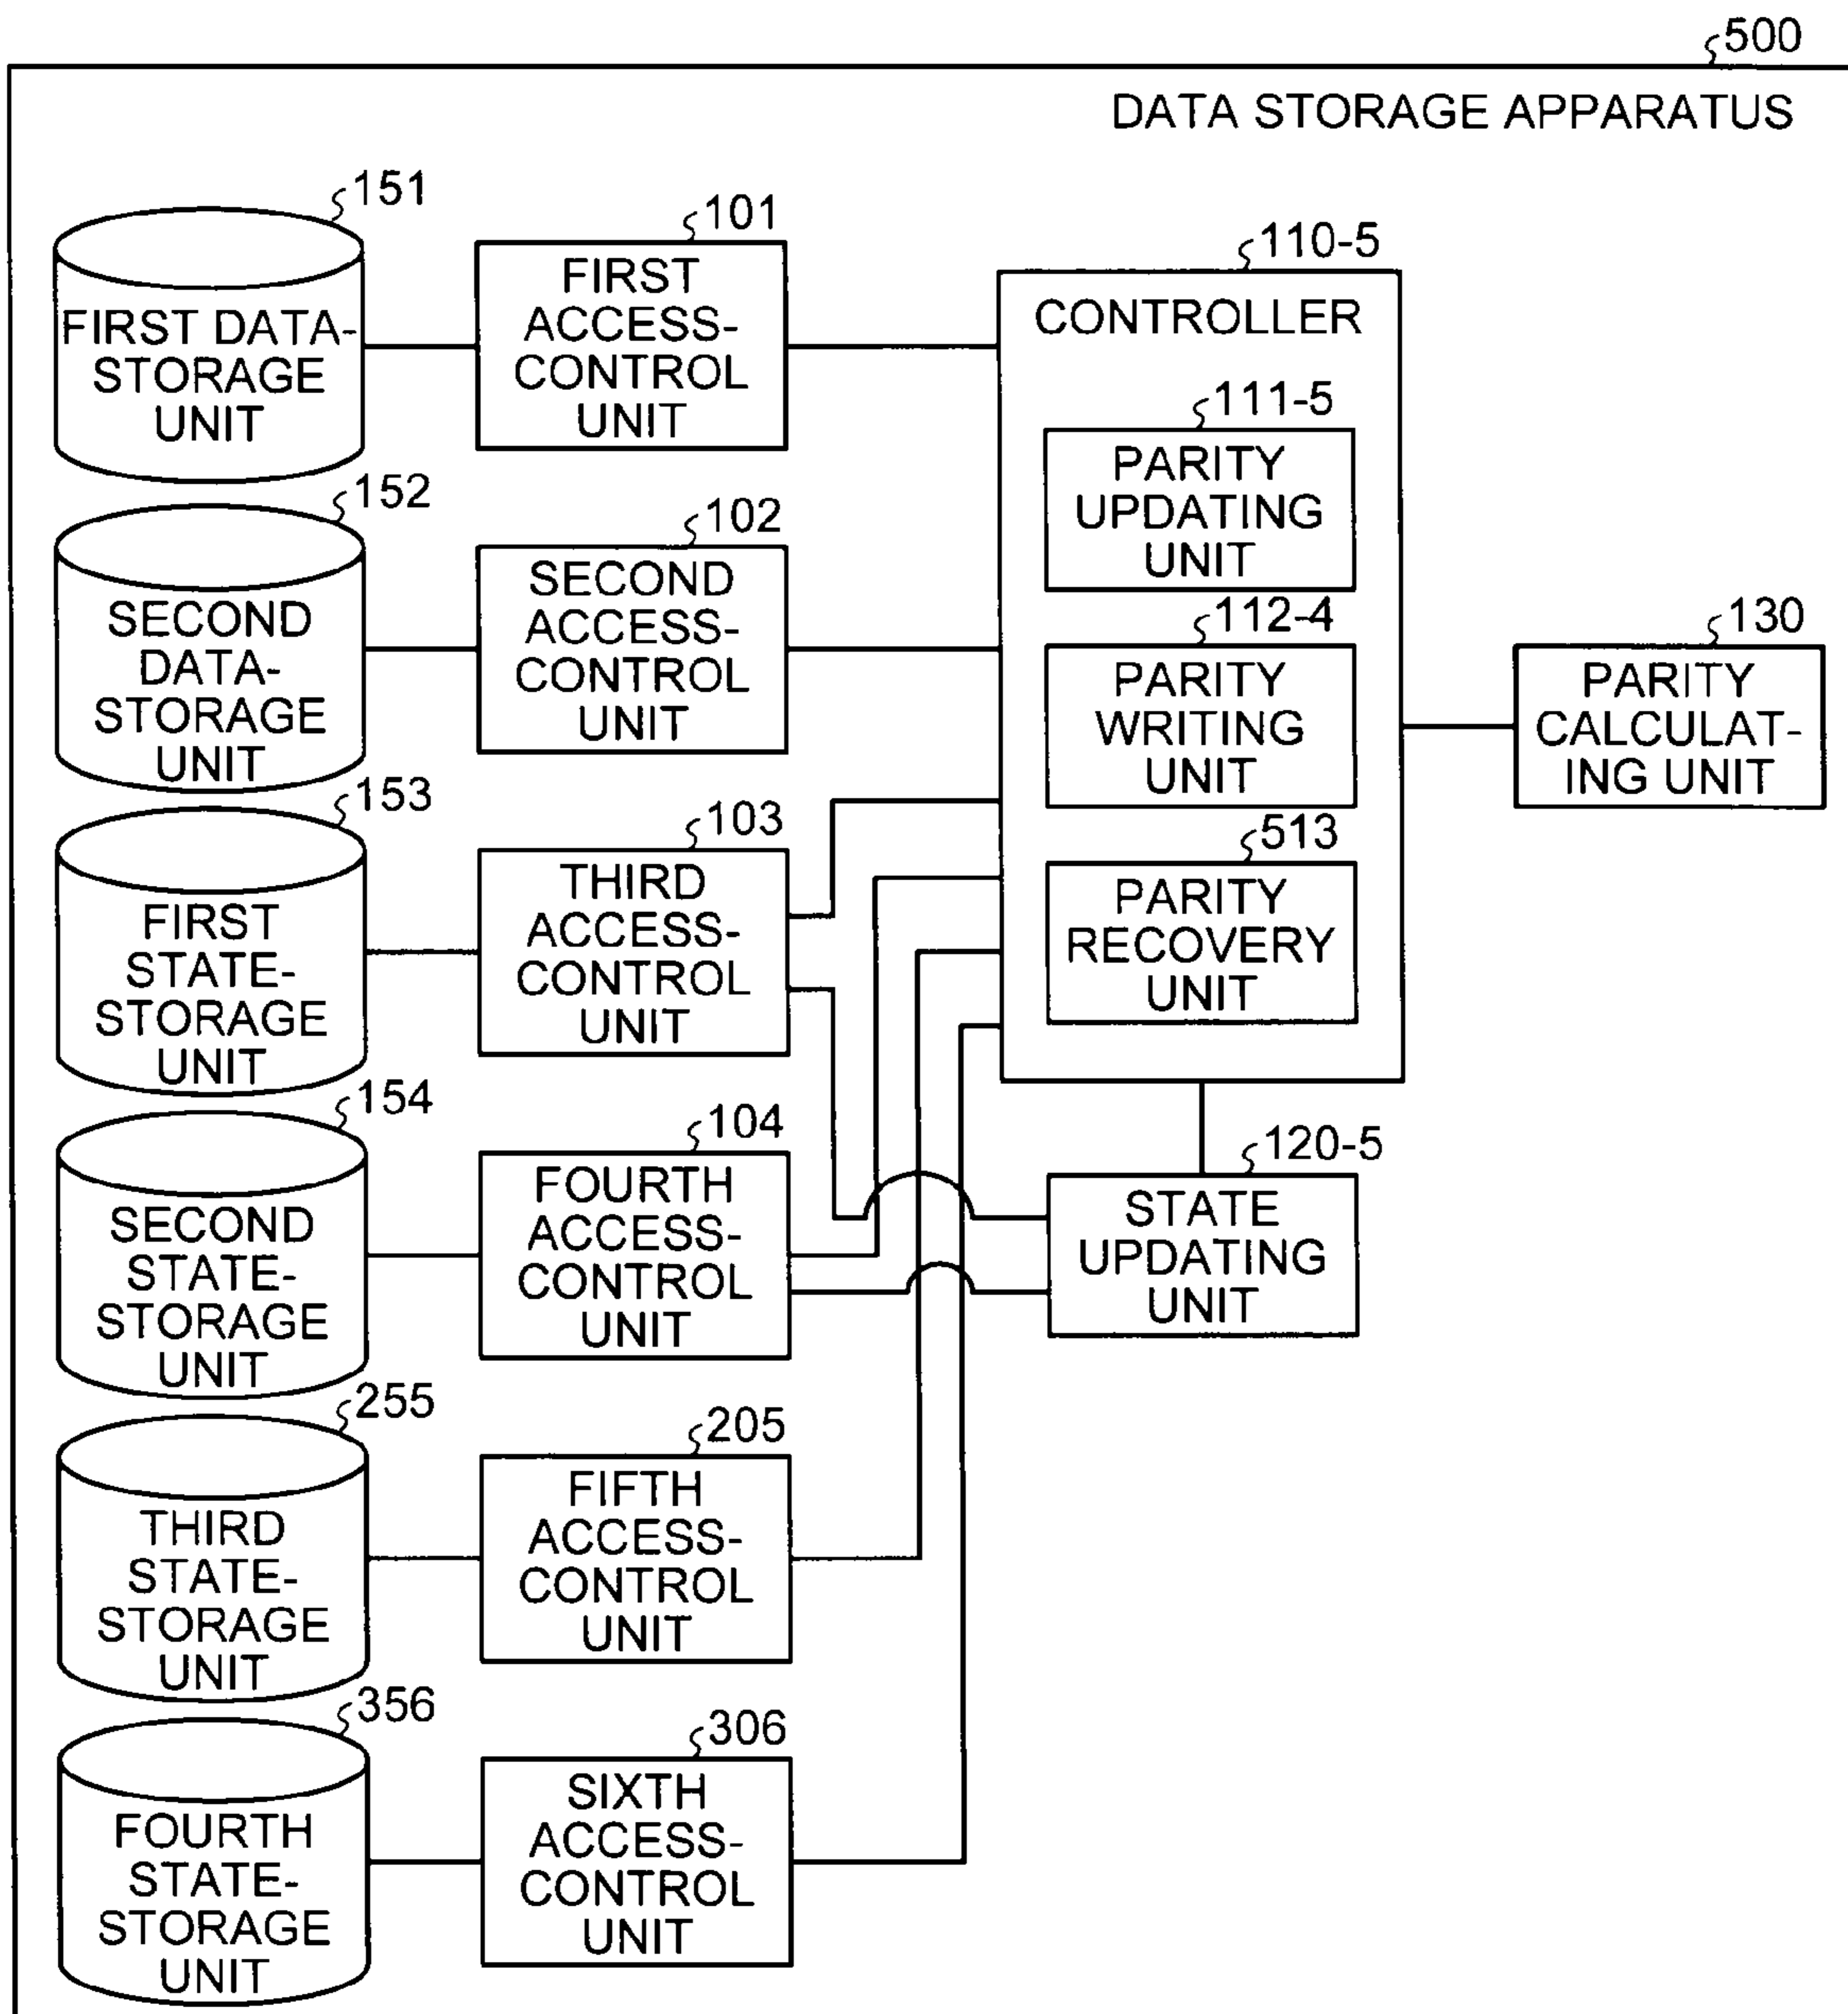 500
DATA STORAGE APPARATUS
151
FIRST DATA-
STORAGE
UNIT
101
FIRST
ACCESS-
CONTROL
UNIT
110-5
CONTROLLER
111-5
PARITY
UPDATING
UNIT
152
SECOND
DATA-
STORAGE
UNIT
102
SECOND
ACCESS-
CONTROL
UNIT
112-4
PARITY
WRITING
UNIT
130
PARITY
CALCULAT-
ING UNIT
153
FIRST
STATE-
STORAGE
UNIT
103
THIRD
ACCESS-
CONTROL
UNIT
513
PARITY
RECOVERY
UNIT
154
SECOND
STATE-
STORAGE
UNIT
104
FOURTH
ACCESS-
CONTROL
UNIT
120-5
STATE
UPDATING
UNIT
255
THIRD
STATE-
STORAGE
UNIT
205
FIFTH
ACCESS-
CONTROL
UNIT
356
FOURTH
STATE-
STORAGE
UNIT
306
SIXTH
ACCESS-
CONTROL
UNIT